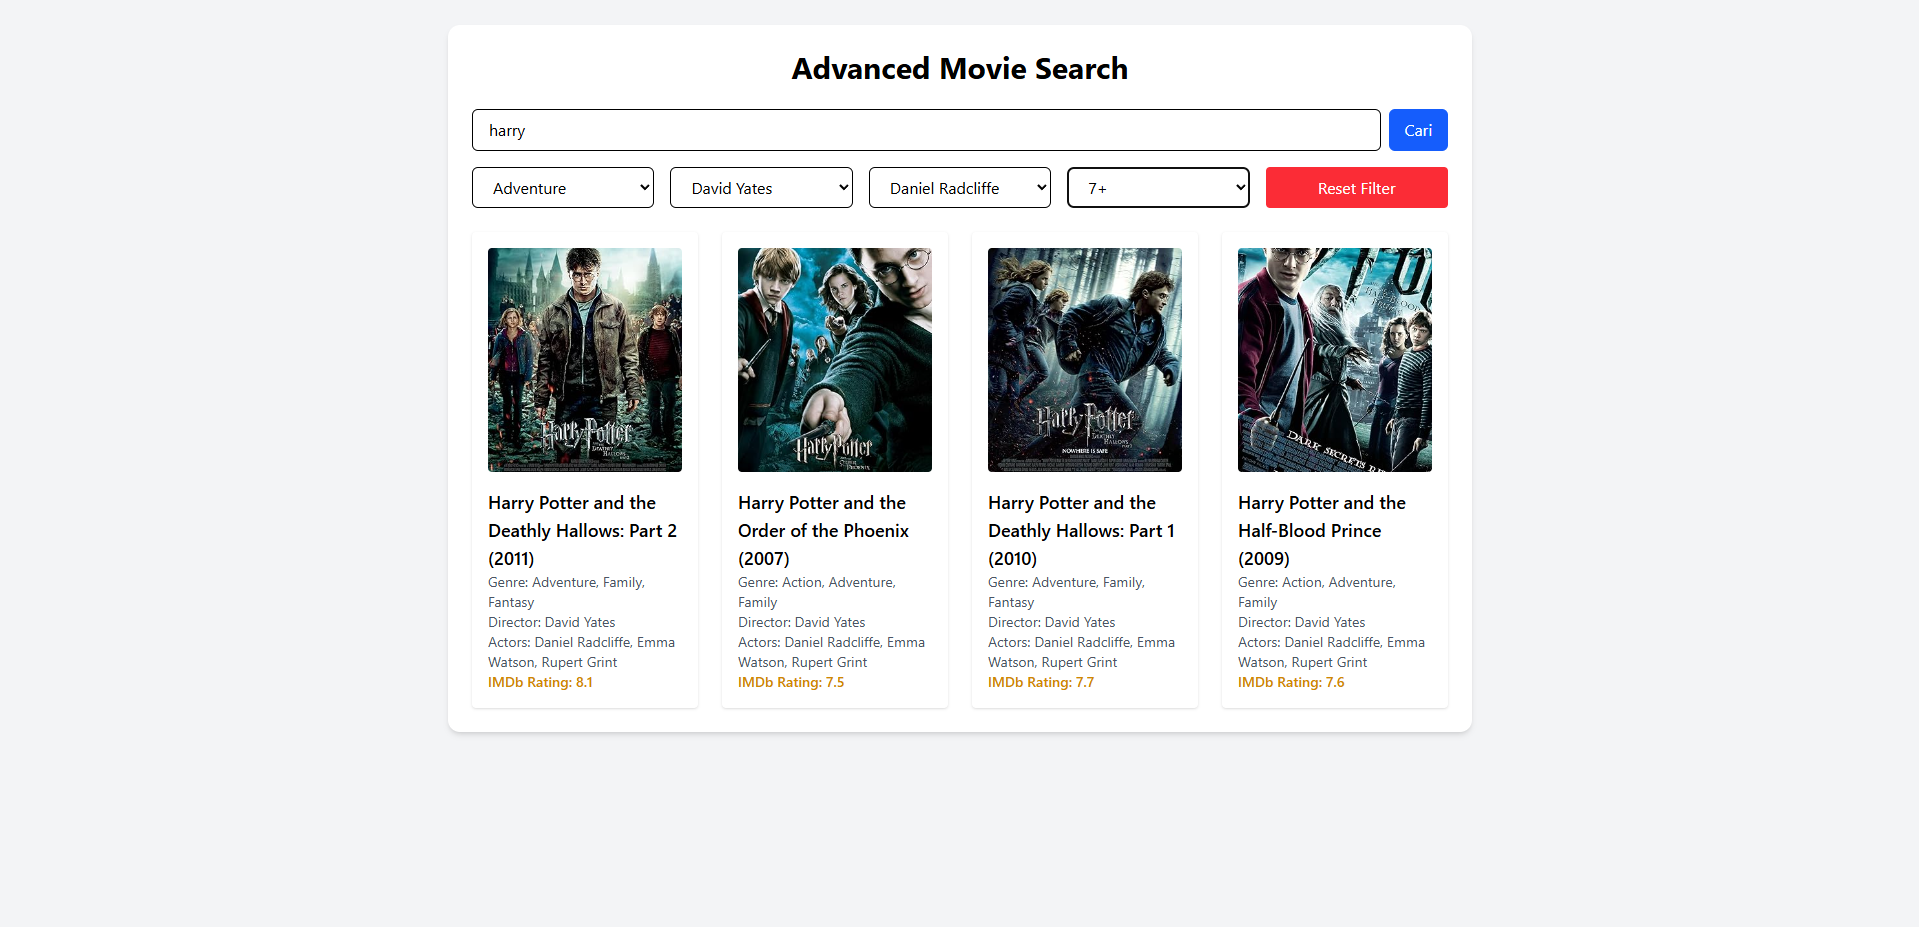 Advanced Movie Search
harry
Cari
Adventure
David Yates
Daniel Radcliffe
7+
Reset Filter
Harry Potter
DEATHLY HALLOWS
Harry Potter and the
Deathly Hallows: Part 2
(2011)
Genre: Adventure, Family,
Fantasy
Director: David Yates
Actors: Daniel Radcliffe, Emma
Watson, Rupert Grint
IMDb Rating: 8.1
Harry Potter
Harry Potter and the
Order of the Phoenix
(2007)
Genre: Action, Adventure,
Family
Director: David Yates
Actors: Daniel Radcliffe, Emma
Watson, Rupert Grint
IMDb Rating: 7.5
Harry Potter
DEATHLY HALLOWS
NOWHERE IS SAFE
Harry Potter and the
Deathly Hallows: Part 1
(2010)
Genre: Adventure, Family,
Fantasy
Director: David Yates
Actors: Daniel Radcliffe, Emma
Watson, Rupert Grint
IMDb Rating: 7.7
HALF-BLOOD
DARK SECRETS
Harry Potter and the
Half-Blood Prince
(2009)
Genre: Action, Adventure,
Family
Director: David Yates
Actors: Daniel Radcliffe, Emma
Watson, Rupert Grint
IMDb Rating: 7.6